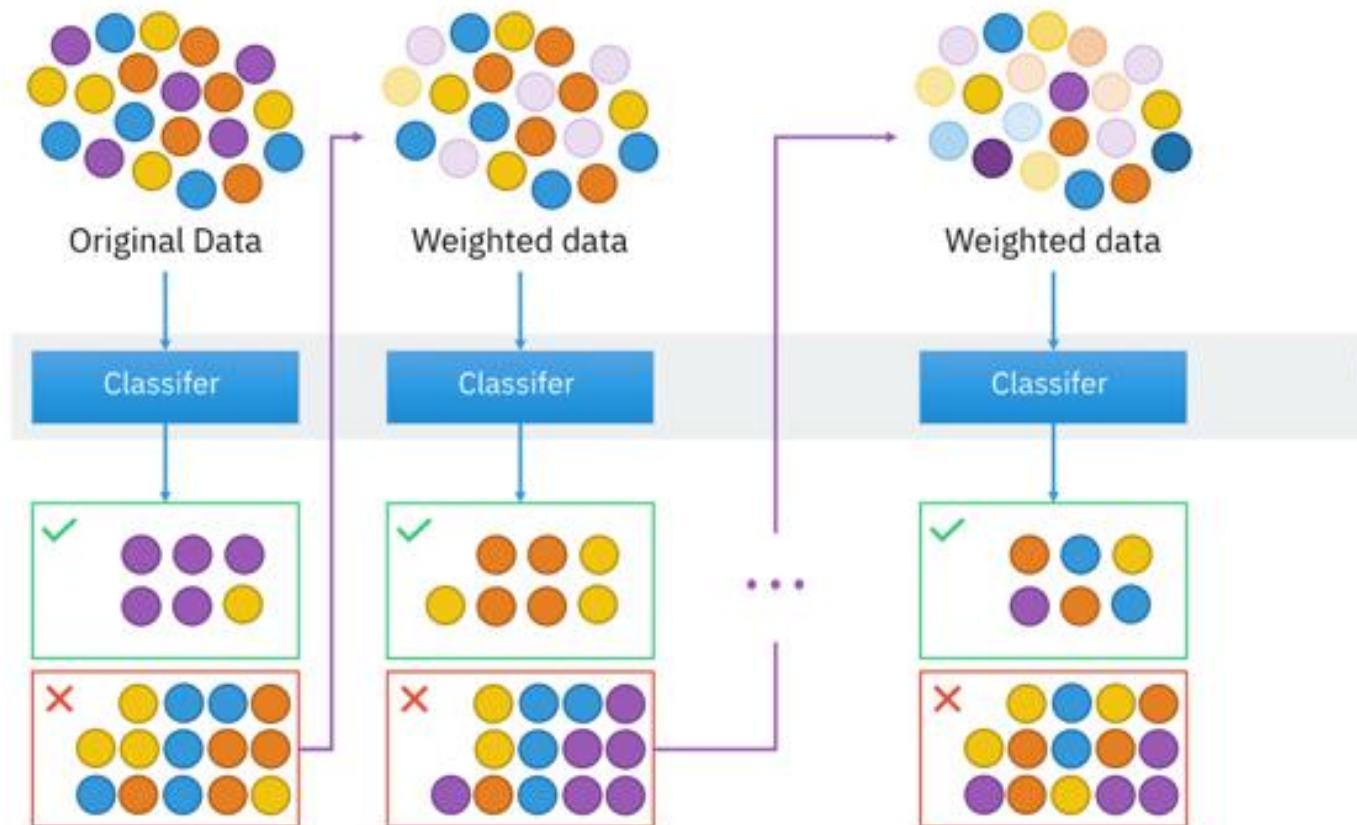 Original Data
Weighted data
Weighted data
Classifer
Classifer
Classifer